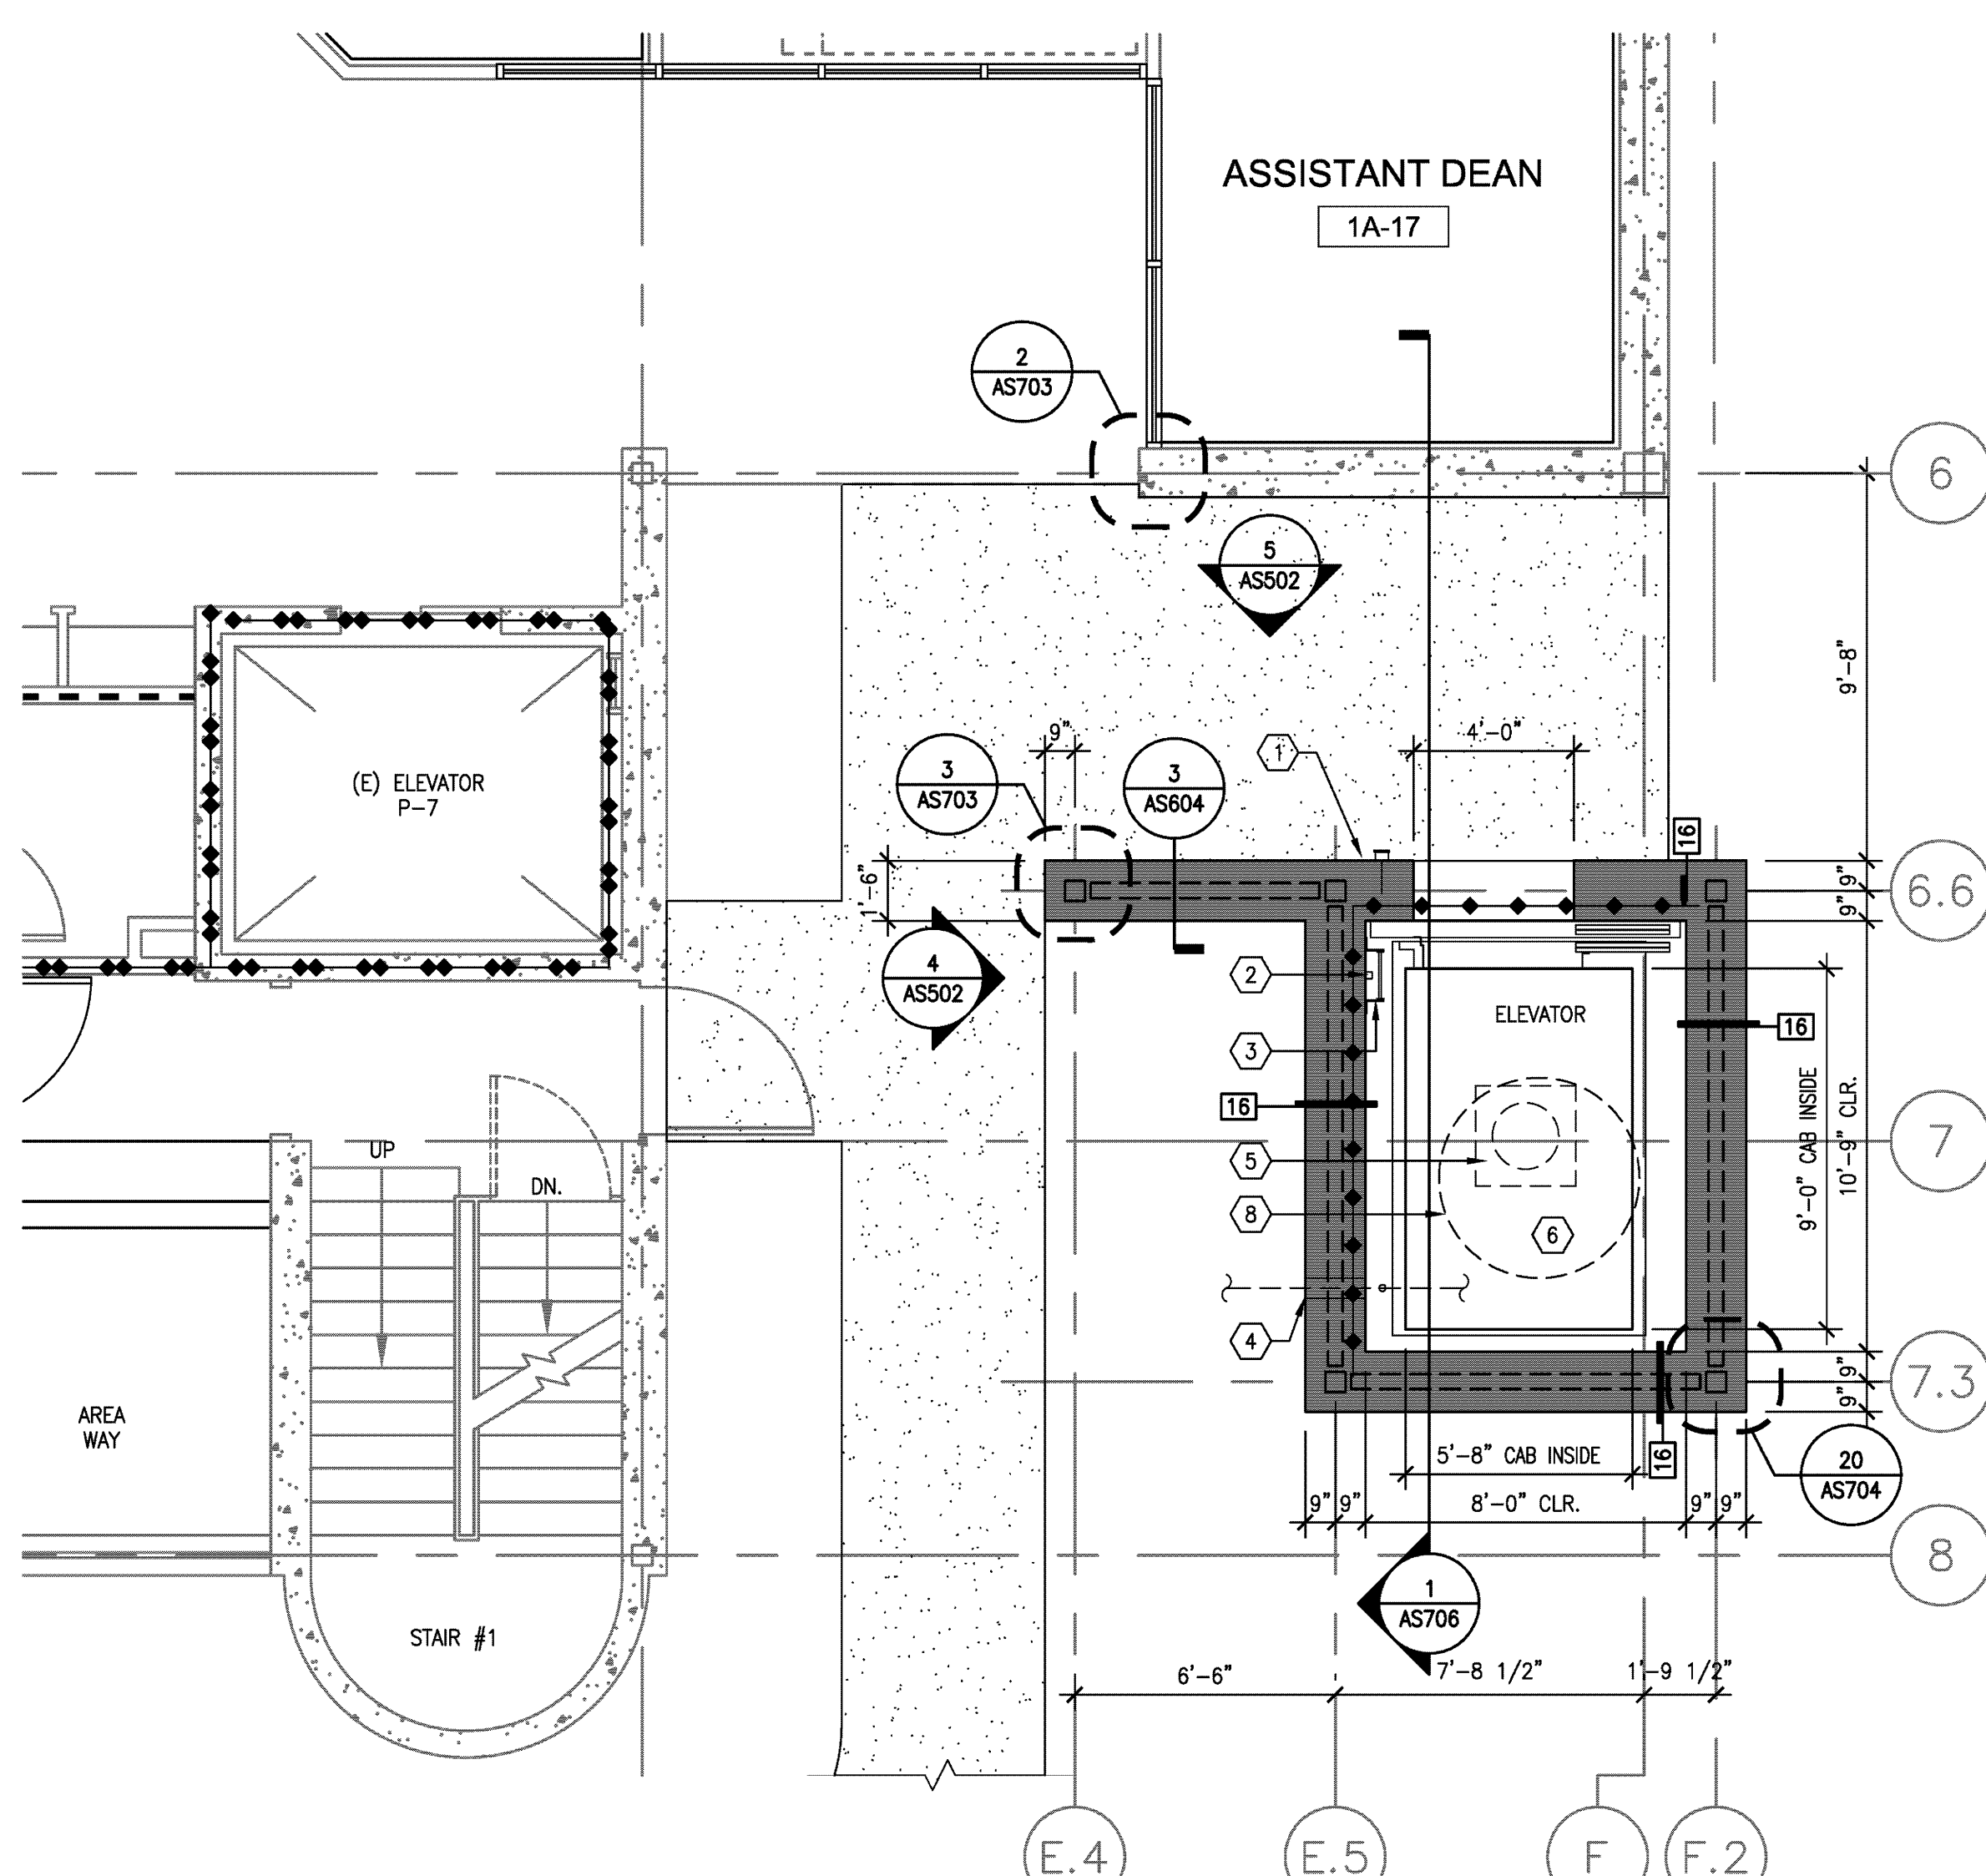 ASSISTANT DEAN
1A-17
2
AS703
6
5
AS502
9'-8"
(E) ELEVATOR
P-7
9"
3
AS703
3
AS604
1
4'-0"
16
1'-6"
9"
6.6
9"
4
AS502
2
ELEVATOR
3
16
16
9'-0" CAB INSIDE
10'-9" CLR.
7
UP
DN.
5
8
6
4
9"
7.3
9"
AREA
WAY
5'-8" CAB INSIDE
16
20
AS704
9"
9"
8'-0" CLR.
9"
9"
8
1
AS706
STAIR #1
6'-6"
7'-8 1/2"
1'-9 1/2"
E.4
E.5
F
F.2